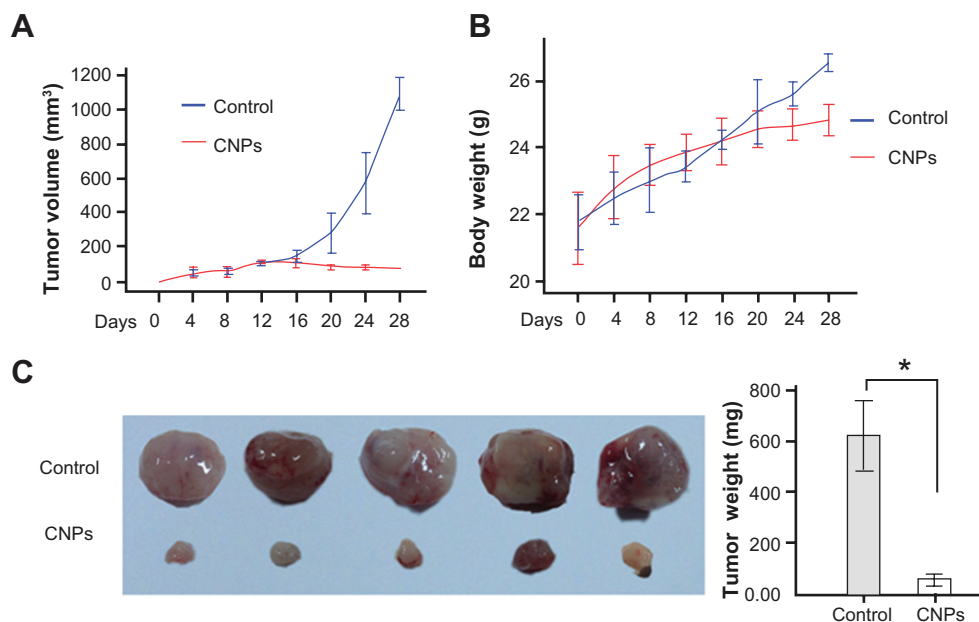 A
Tumor volume (mm³)
1200
1000
800
600
400
200
0
Control
CNPs
Days 0 4 8 12 16 20 24 28
B
Body weight (g)
26
24
22
20
Control
CNPs
Days 0 4 8 12 16 20 24 28
C
Control
CNPs
Tumor weight (mg)
800
600
400
200
0.00
*
Control CNPs